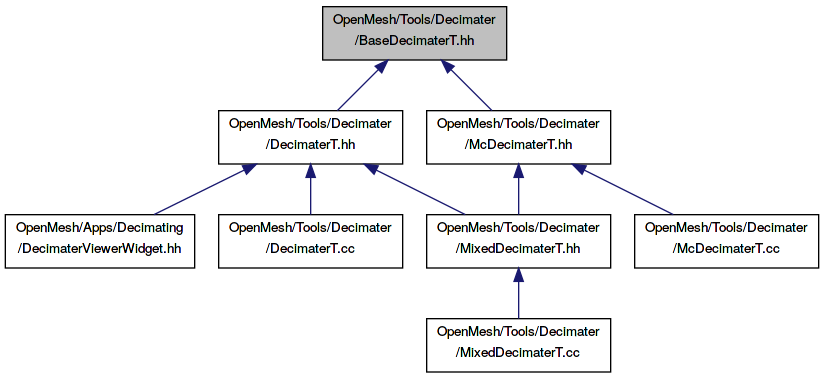 OpenMesh/Tools/Decimater
/BaseDecimaterT.hh
OpenMesh/Tools/Decimater
/DecimaterT.hh
OpenMesh/Tools/Decimater
/McDecimaterT.hh
OpenMesh/Apps/Decimating
/DecimaterViewerWidget.hh
OpenMesh/Tools/Decimater
/DecimaterT.cc
OpenMesh/Tools/Decimater
/MixedDecimaterT.hh
OpenMesh/Tools/Decimater
/McDecimaterT.cc
OpenMesh/Tools/Decimater
/MixedDecimaterT.cc